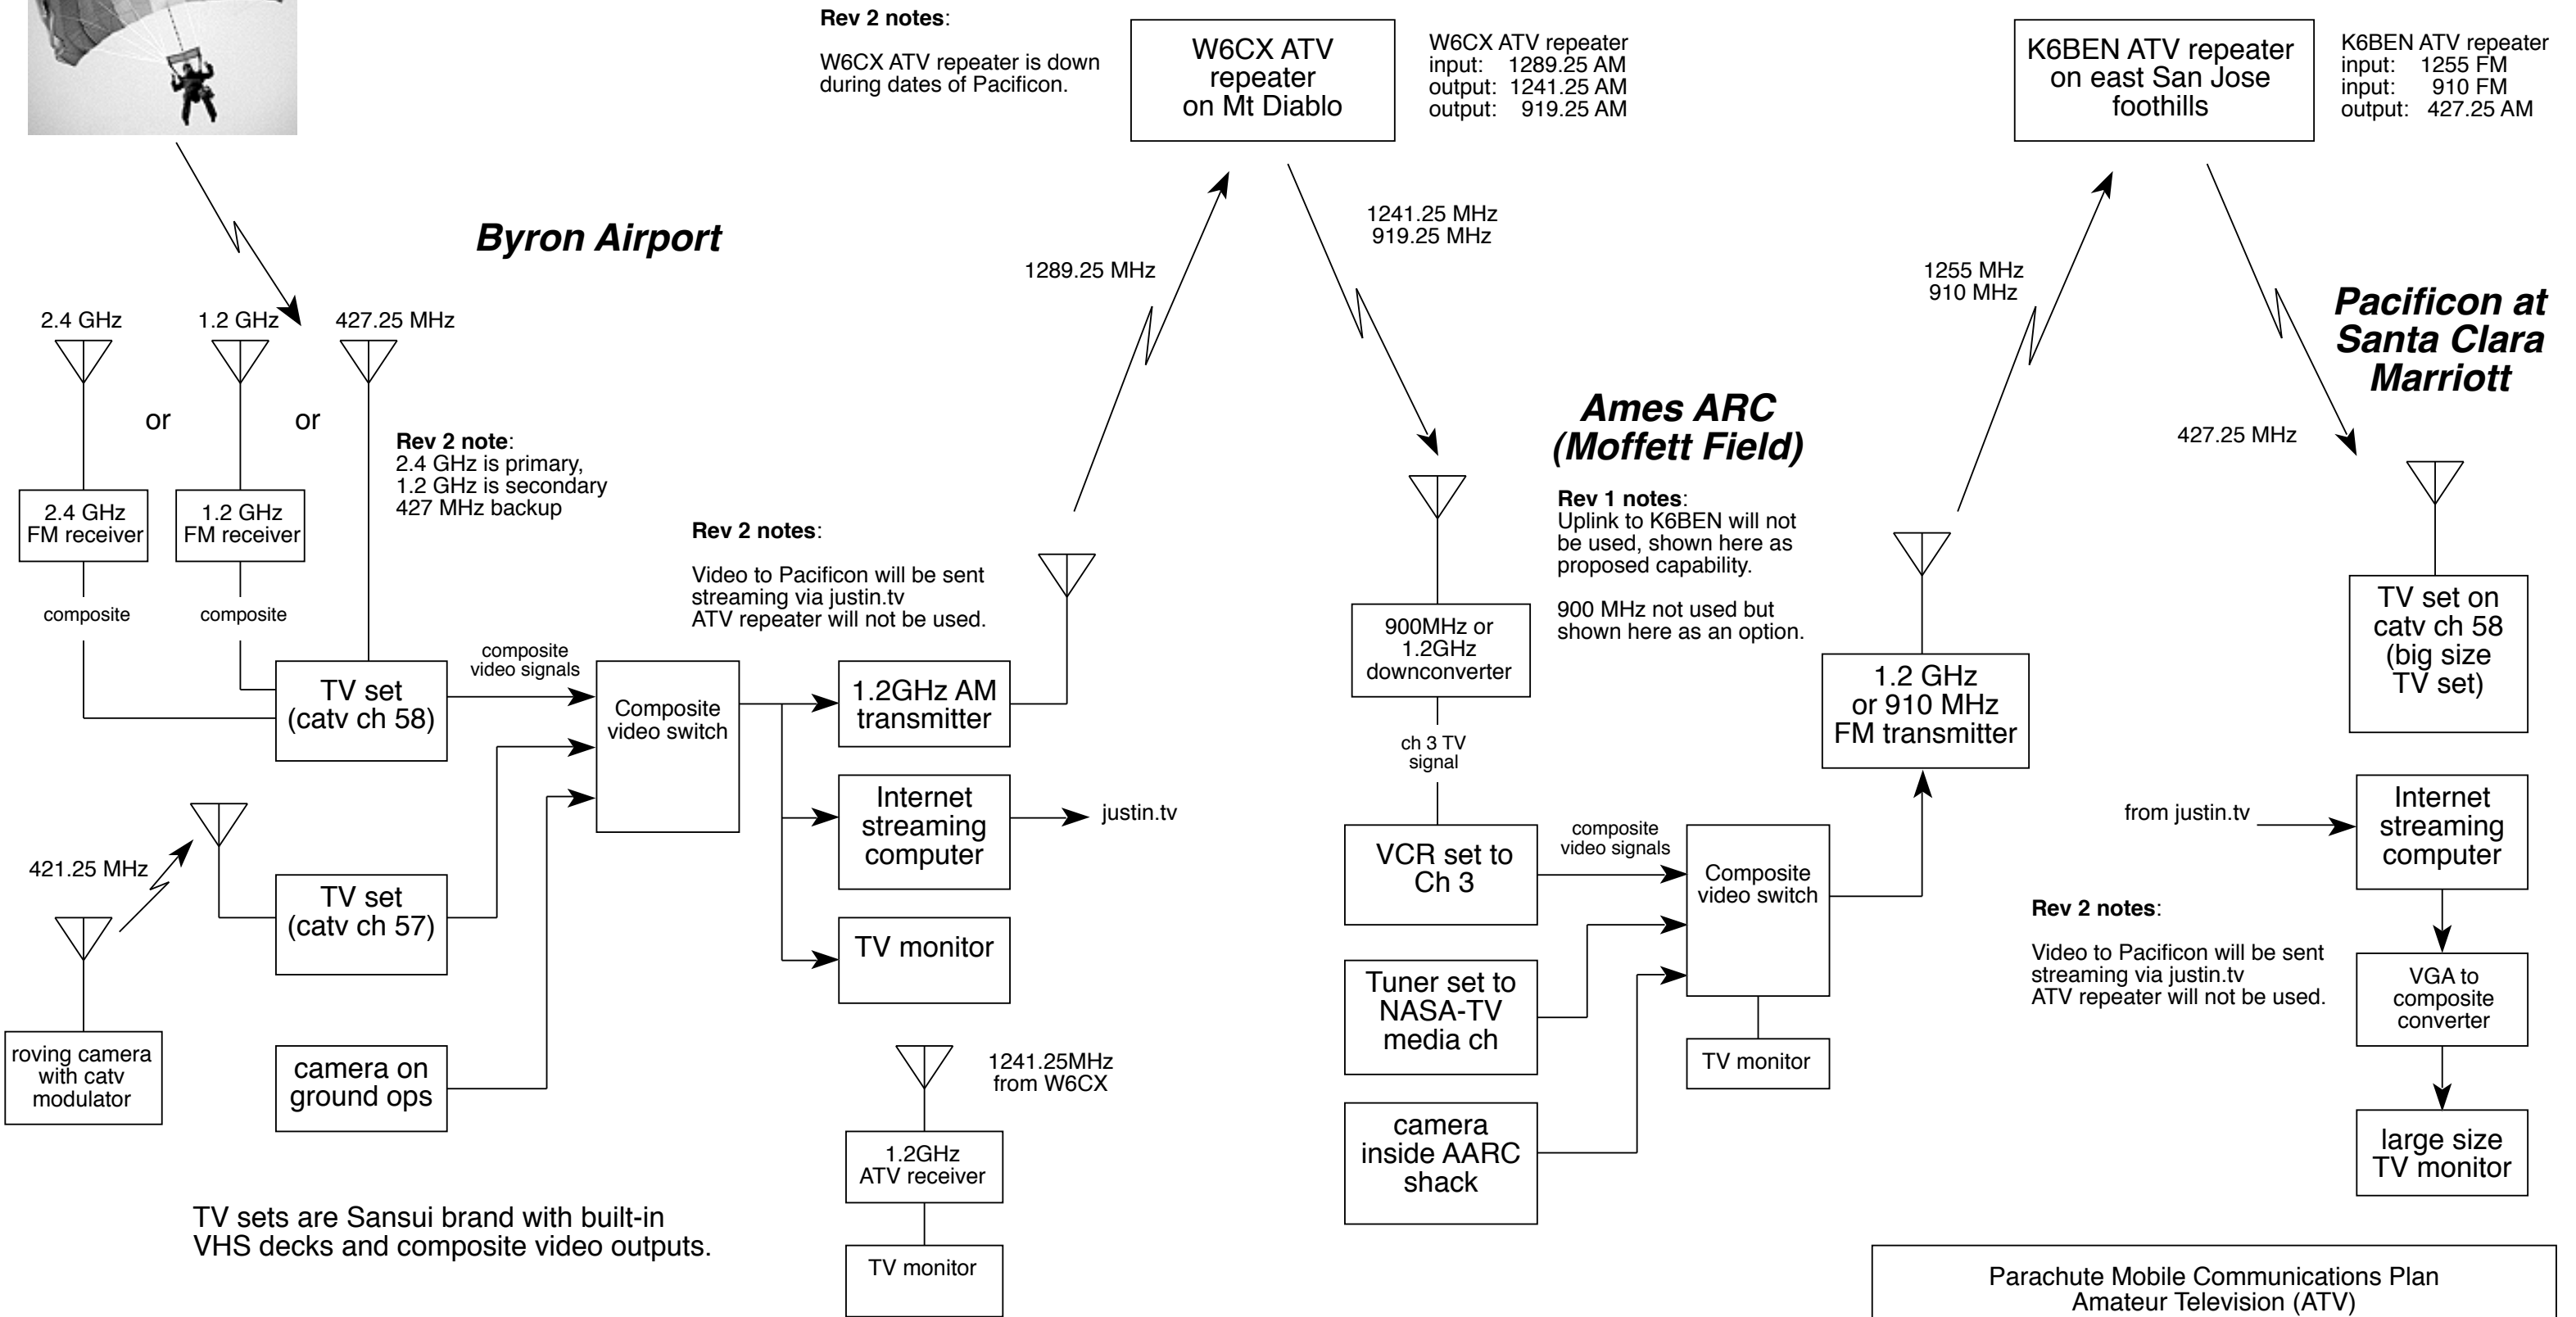 Rev 2 notes:
W6CX ATV repeater is down
during dates of Pacificon.
W6CX ATV
repeater
on Mt Diablo
W6CX ATV repeater
input: 1289.25 AM
output: 1241.25 AM
output: 919.25 AM
K6BEN ATV repeater
on east San Jose
foothills
K6BEN ATV repeater
input: 1255 FM
input: 910 FM
output: 427.25 AM
Byron Airport
2.4 GHz
1.2 GHz
427.25 MHz
or
or
Rev 2 note:
2.4 GHz is primary,
1.2 GHz is secondary
427 MHz backup
2.4 GHz
FM receiver
1.2 GHz
FM receiver
composite
composite
TV set
(catv ch 58)
composite
video signals
Composite
video switch
Rev 2 notes:
Video to Pacificon will be sent
streaming via justin.tv
ATV repeater will not be used.
1.2GHz AM
transmitter
Internet
streaming
computer
justin.tv
TV monitor
421.25 MHz
TV set
(catv ch 57)
roving camera
with catv
modulator
camera on
ground ops
1241.25MHz
from W6CX
1.2GHz
ATV receiver
TV monitor
TV sets are Sansui brand with built-in
VHS decks and composite video outputs.
1289.25 MHz
1241.25 MHz
919.25 MHz
Ames ARC
(Moffett Field)
Rev 1 notes:
Uplink to K6BEN will not
be used, shown here as
proposed capability.
900 MHz not used but
shown here as an option.
900MHz or
1.2GHz
downconverter
ch 3 TV
signal
VCR set to
Ch 3
composite
video signals
Composite
video switch
Tuner set to
NASA-TV
media ch
TV monitor
camera
inside AARC
shack
1.2 GHz
or 910 MHz
FM transmitter
1255 MHz
910 MHz
Pacificon at
Santa Clara
Marriott
427.25 MHz
TV set on
catv ch 58
(big size
TV set)
from justin.tv
Internet
streaming
computer
Rev 2 notes:
Video to Pacificon will be sent
streaming via justin.tv
ATV repeater will not be used.
VGA to
composite
converter
large size
TV monitor
Parachute Mobile Communications Plan
Amateur Television (ATV)